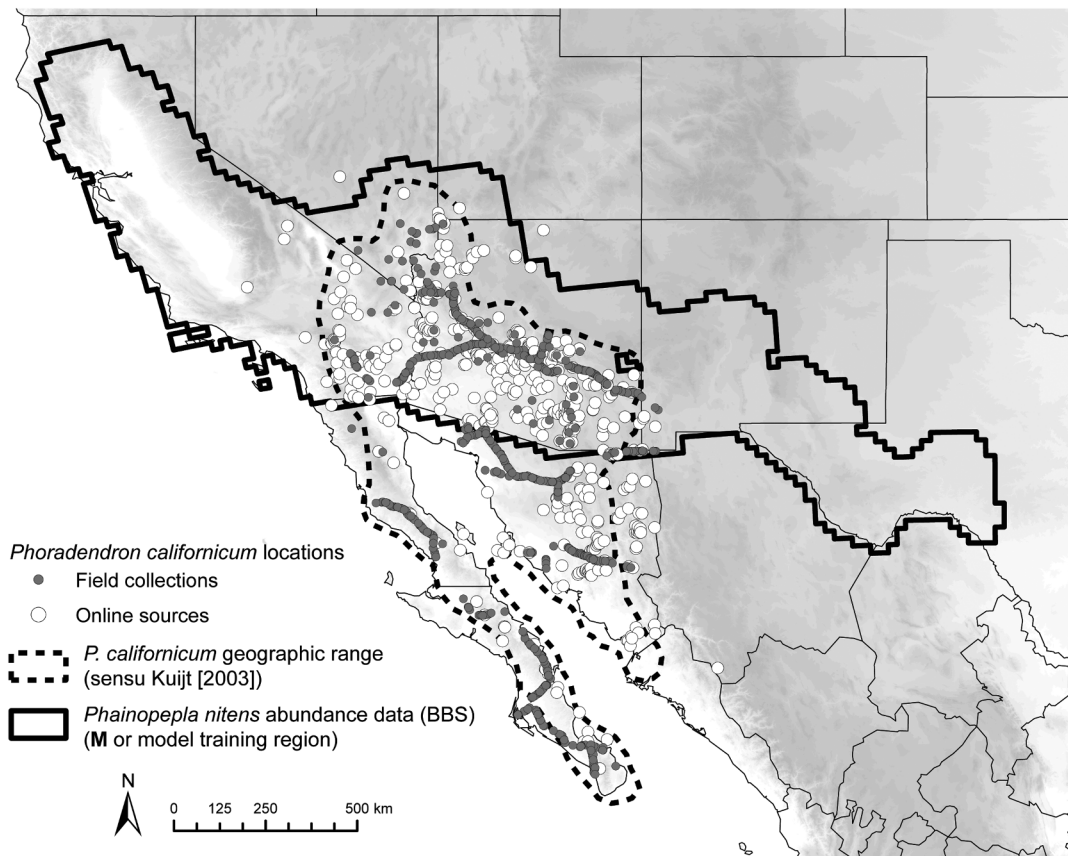 Phoradendron californicum locations
Field collections
Online sources
P. californicum geographic range
(sensu Kuijt [2003])
Phainopepla nitens abundance data (BBS)
(M or model training region)
N
0 125 250 500 km